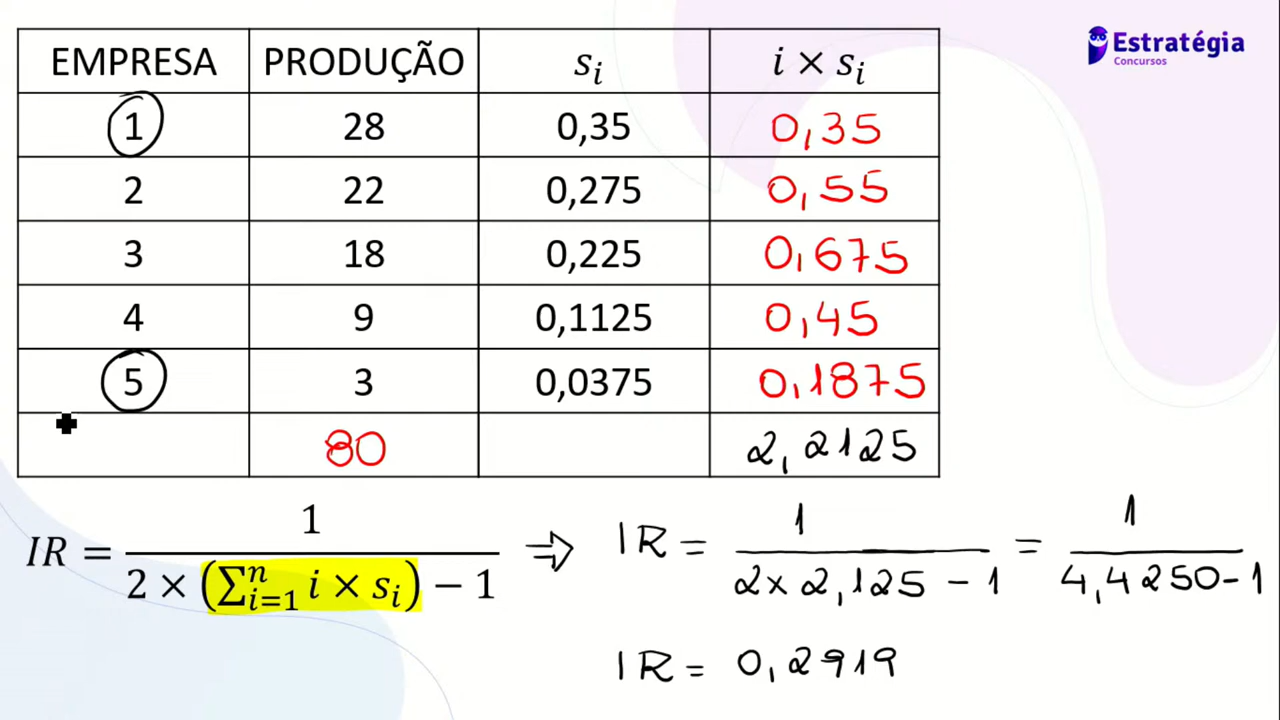 Estratégia
Concursos
EMPRESA PRODUÇÃO sᵢ i × sᵢ
1 28 0,35 0,35
2 22 0,275 0,55
3 18 0,225 0,675
4 9 0,1125 0,45
5 3 0,0375 0,1875
80 2,2125
IR = 1 / (2 × (∑ⁿᵢ₌₁ i × sᵢ) − 1) ⇒ IR = 1 / (2× 2,125 − 1) = 1 / (4,4250−1)
IR = 0,2919